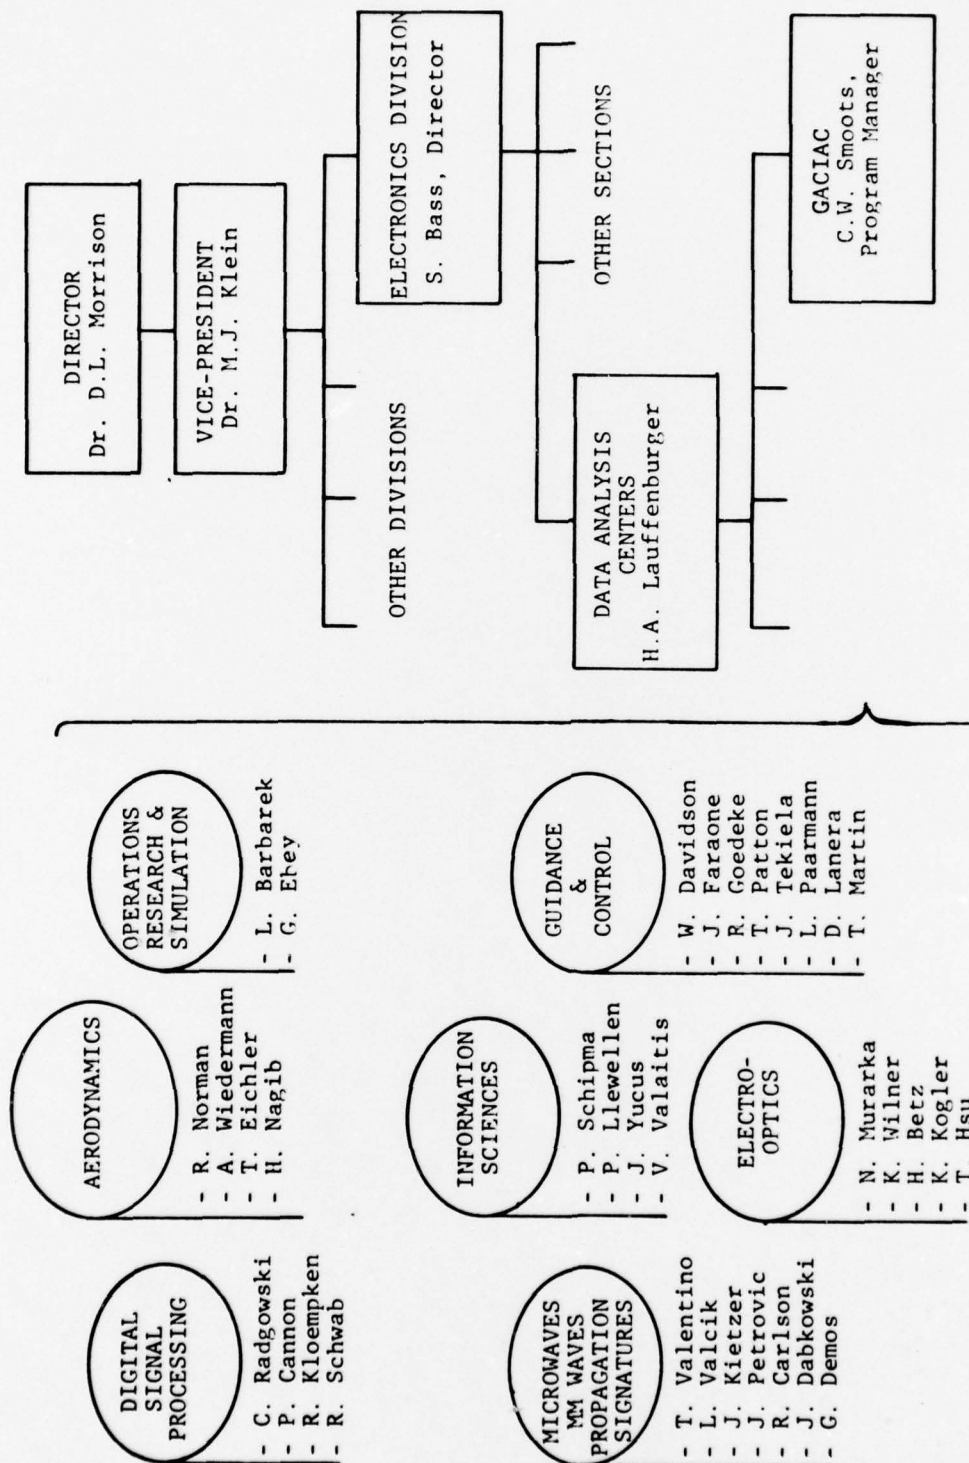 DIRECTOR
Dr. D.L. Morrison
VICE-PRESIDENT
Dr. M.J. Klein
OTHER DIVISIONS
ELECTRONICS DIVISION
S. Bass, Director
OTHER SECTIONS
DATA ANALYSIS
CENTERS
H.A. Lauffenburger
GACIAC
C.W. Smoots,
Program Manager
DIGITAL
SIGNAL
PROCESSING
- C. Radgowski
- P. Cannon
- R. Kloempken
- R. Schwab
AERODYNAMICS
- R. Norman
- A. Wiedermann
- T. Eichler
- H. Nagib
OPERATIONS
RESEARCH &
SIMULATION
- L. Barbarek
- G. Ebey
MICROWAVES
MM WAVES
PROPAGATION
SIGNATURES
- T. Valentino
- L. Valcik
- J. Kietzer
- J. Petrovic
- R. Carlson
- J. Dabkowski
- G. Demos
INFORMATION
SCIENCES
- P. Schipma
- P. Llewellen
- J. Yucus
- V. Valaitis
GUIDANCE
&
CONTROL
- W. Davidson
- J. Faraone
- R. Goedeke
- T. Patton
- J. Tekiela
- L. Paarmann
- D. Lanera
- T. Martin
ELECTRO-
OPTICS
- N. Murarka
- K. Wilner
- H. Betz
- K. Kogler
- T. Hsu